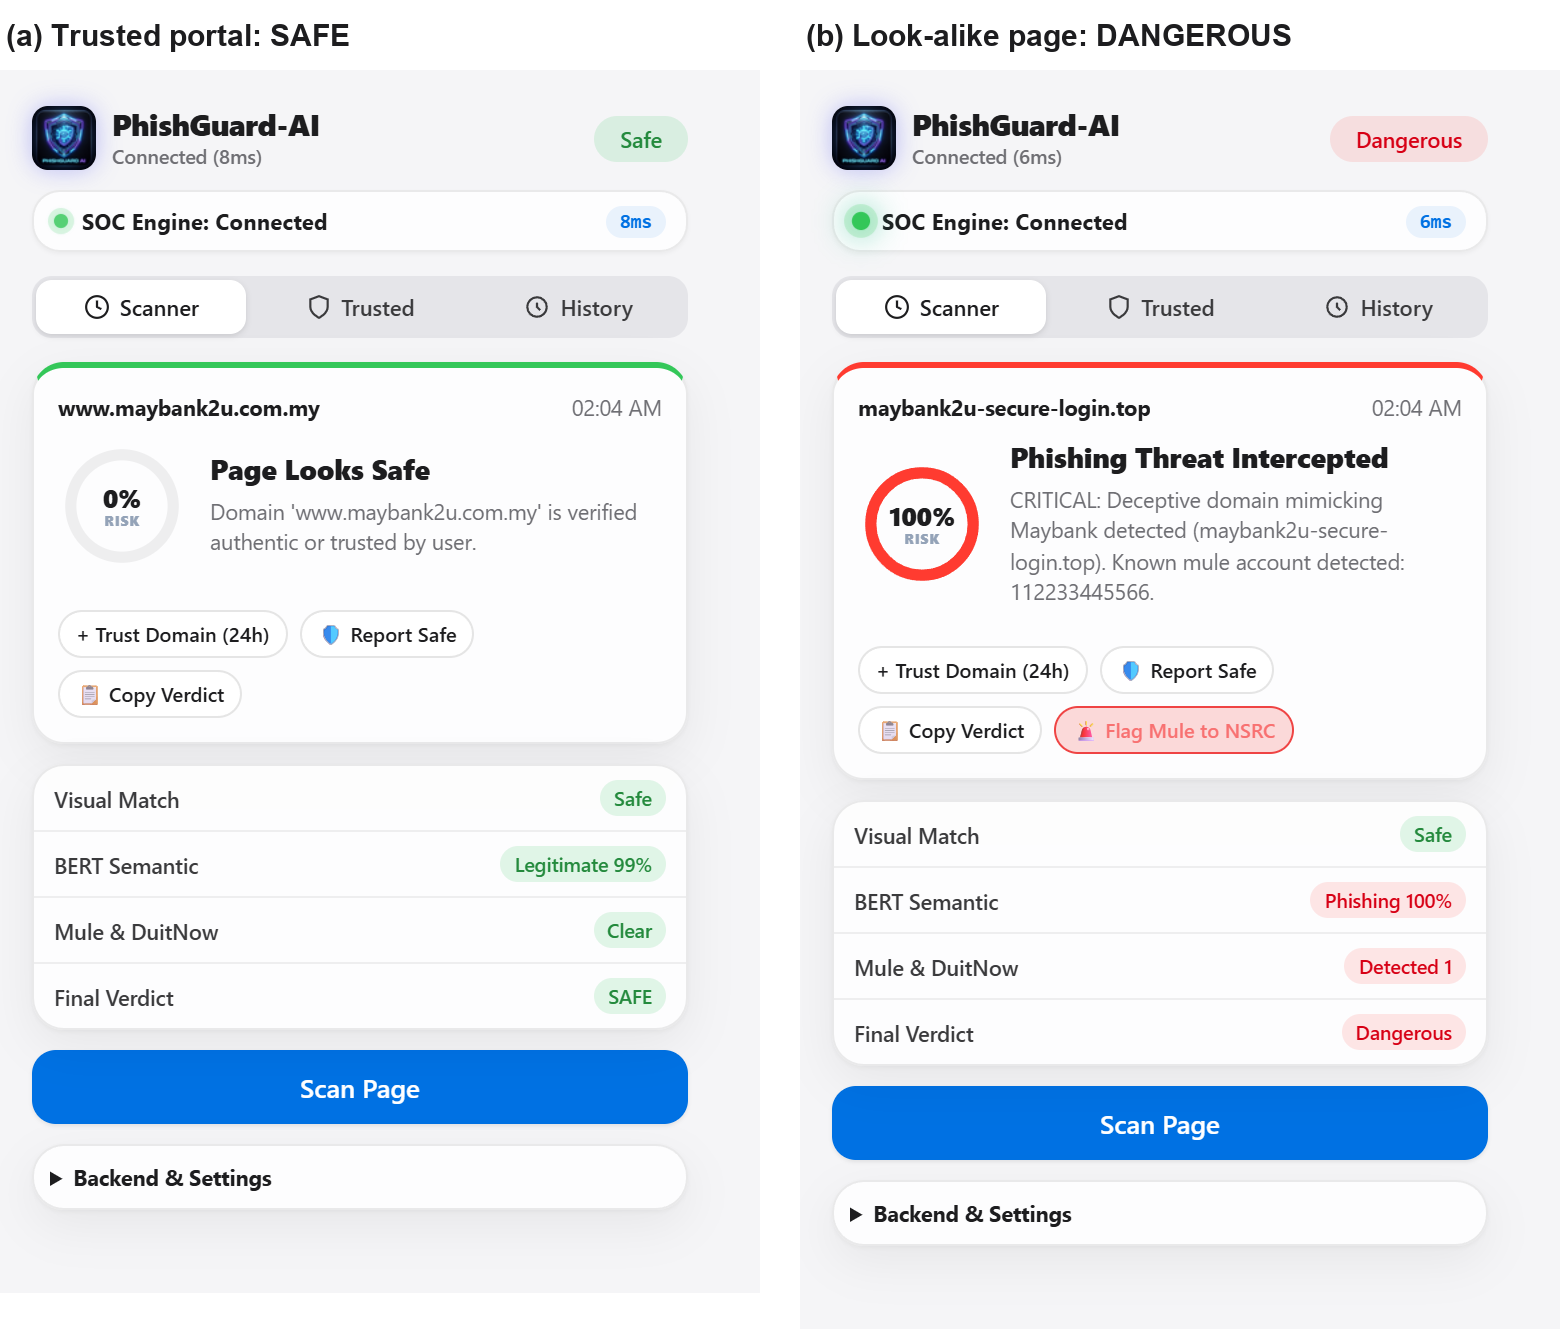 (a) Trusted portal: SAFE
PhishGuard-AI
Connected (8ms)
Safe
SOC Engine: Connected
8ms
Scanner
Trusted
History
www.maybank2u.com.my
02:04 AM
0%
RISK
Page Looks Safe
Domain 'www.maybank2u.com.my' is verified
authentic or trusted by user.
+ Trust Domain (24h)
Report Safe
Copy Verdict
Visual Match
Safe
BERT Semantic
Legitimate 99%
Mule & DuitNow
Clear
Final Verdict
SAFE
Scan Page
Backend & Settings
(b) Look-alike page: DANGEROUS
PhishGuard-AI
Connected (6ms)
Dangerous
SOC Engine: Connected
6ms
Scanner
Trusted
History
maybank2u-secure-login.top
02:04 AM
100%
RISK
Phishing Threat Intercepted
CRITICAL: Deceptive domain mimicking
Maybank detected (maybank2u-secure-
login.top). Known mule account detected:
112233445566.
+ Trust Domain (24h)
Report Safe
Copy Verdict
Flag Mule to NSRC
Visual Match
Safe
BERT Semantic
Phishing 100%
Mule & DuitNow
Detected 1
Final Verdict
Dangerous
Scan Page
Backend & Settings